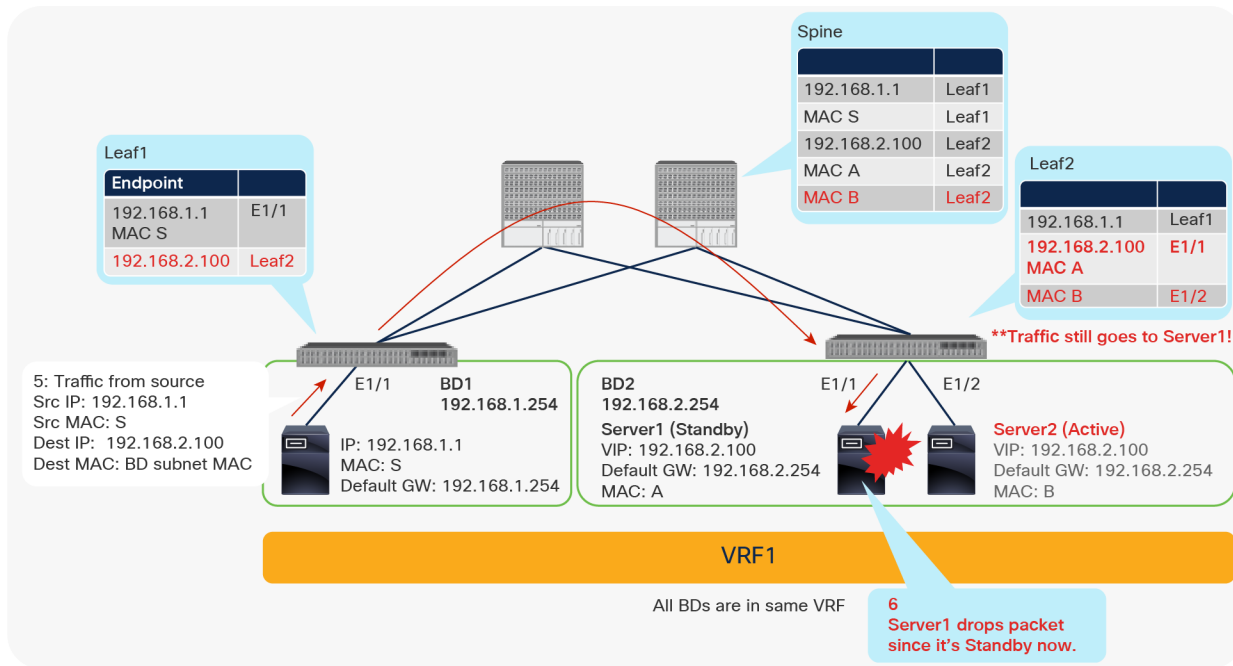 Spine
192.168.1.1 Leaf1
MAC S Leaf1
192.168.2.100 Leaf2
MAC A Leaf2
MAC B Leaf2
Leaf1
Endpoint
192.168.1.1 E1/1
MAC S
192.168.2.100 Leaf2
Leaf2
192.168.1.1 Leaf1
192.168.2.100 E1/1
MAC A
MAC B E1/2
**Traffic still goes to Server1!
5: Traffic from source
Src IP: 192.168.1.1
Src MAC: S
Dest IP: 192.168.2.100
Dest MAC: BD subnet MAC
E1/1
BD1
192.168.1.254
IP: 192.168.1.1
MAC: S
Default GW: 192.168.1.254
BD2
192.168.2.254
Server1 (Standby)
VIP: 192.168.2.100
Default GW: 192.168.2.254
MAC: A
E1/1
E1/2
Server2 (Active)
VIP: 192.168.2.100
Default GW: 192.168.2.254
MAC: B
VRF1
All BDs are in same VRF
6
Server1 drops packet
since it's Standby now.